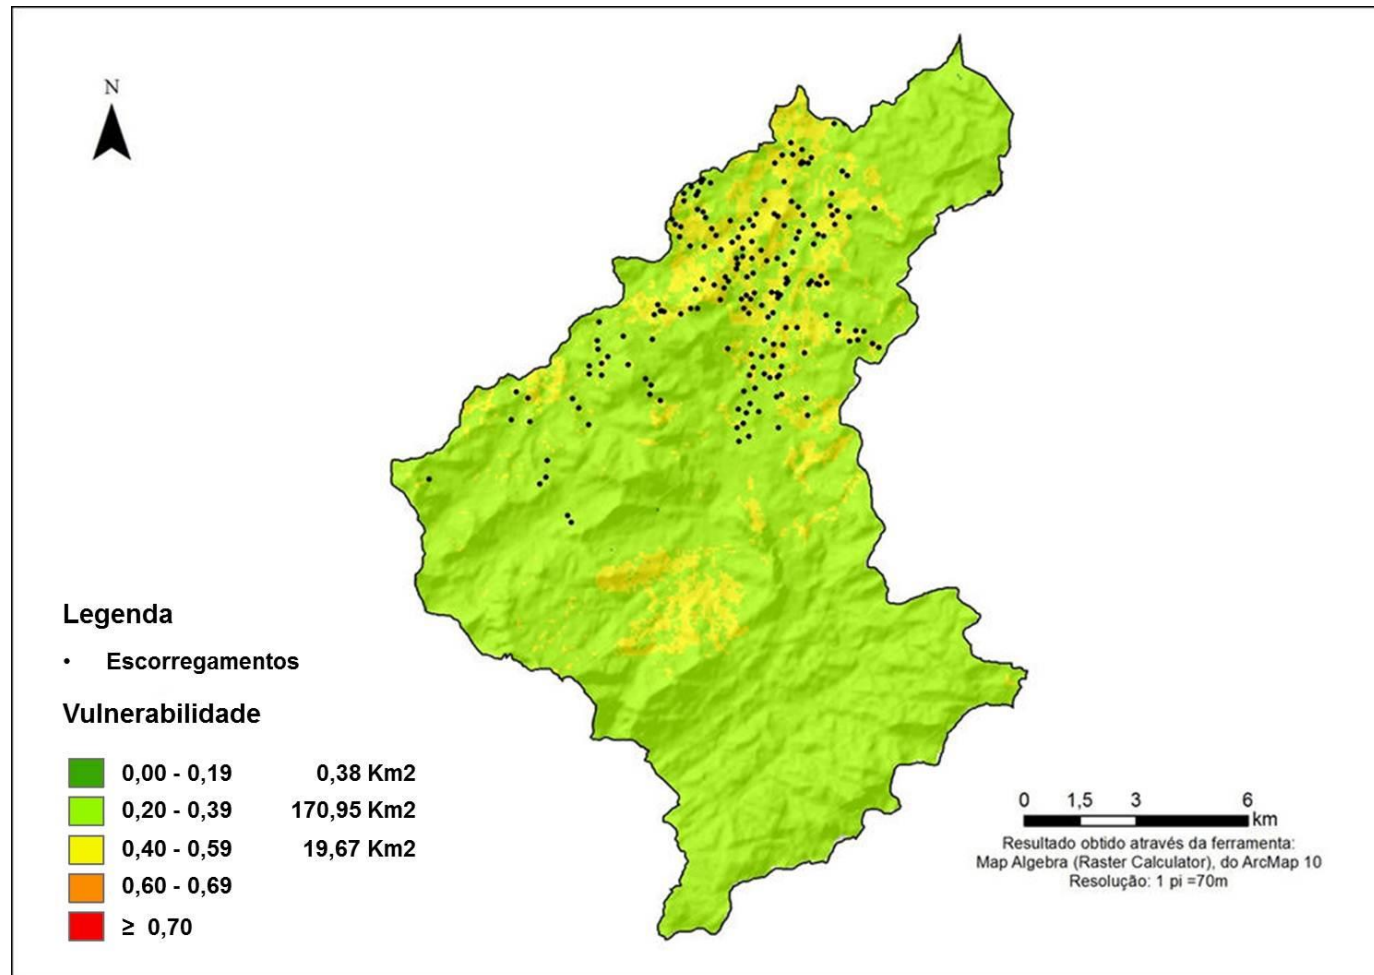 N
Legenda
• Escorregamentos
Vulnerabilidade
0,00 - 0,19 0,38 Km2
0,20 - 0,39 170,95 Km2
0,40 - 0,59 19,67 Km2
0,60 - 0,69
≥ 0,70
0 1,5 3 6
km
Resultado obtido através da ferramenta:
Map Algebra (Raster Calculator), do ArcMap 10
Resolução: 1 pi =70m